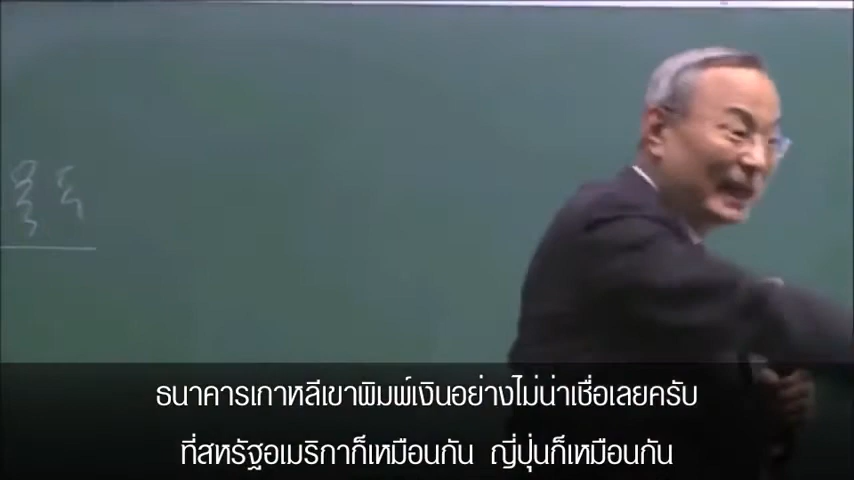 ธนาคารเกาหลีเขาพิมพ์เงินอย่างไม่น่าเชื่อเลยครับ
ที่สหรัฐอเมริกาก็เหมือนกัน ญี่ปุ่นก็เหมือนกัน